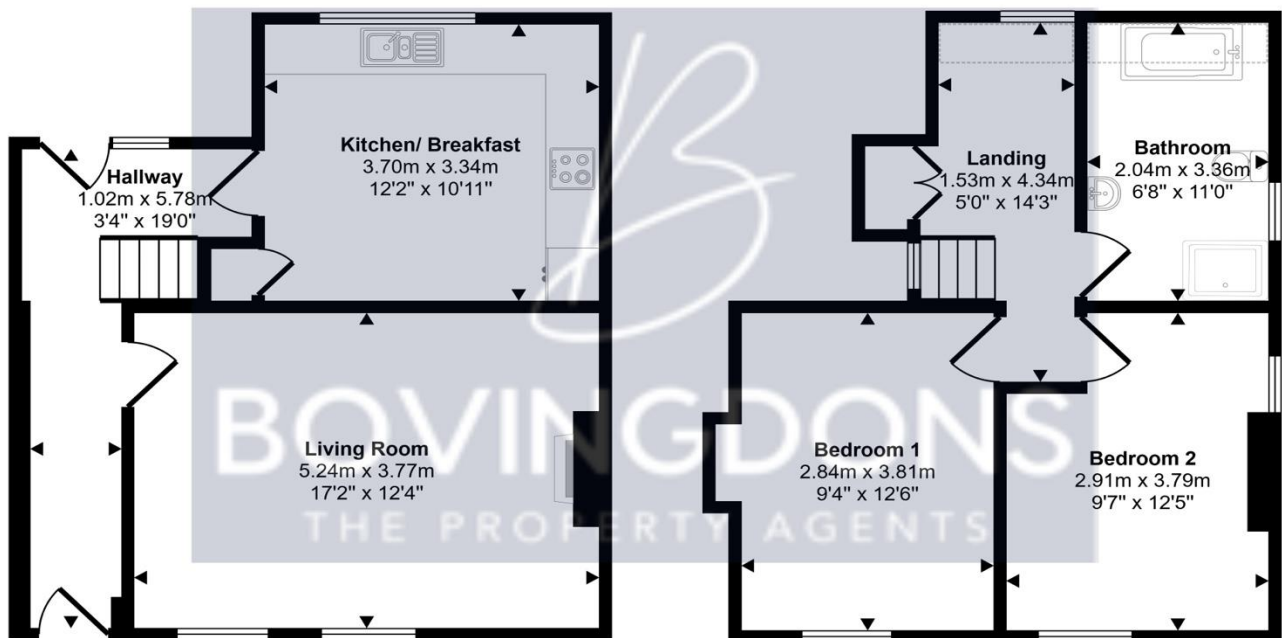 Kitchen/ Breakfast
3.70m x 3.34m
12'2" x 10'11"
Hallway
1.02m x 5.78m
3'4" x 19'0"
Living Room
5.24m x 3.77m
17'2" x 12'4"
Landing
1.53m x 4.34m
5'0" x 14'3"
Bathroom
2.04m x 3.36m
6'8" x 11'0"
Bedroom 1
2.84m x 3.81m
9'4" x 12'6"
Bedroom 2
2.91m x 3.79m
9'7" x 12'5"
B
BOVINGDONS
THE PROPERTY AGENTS